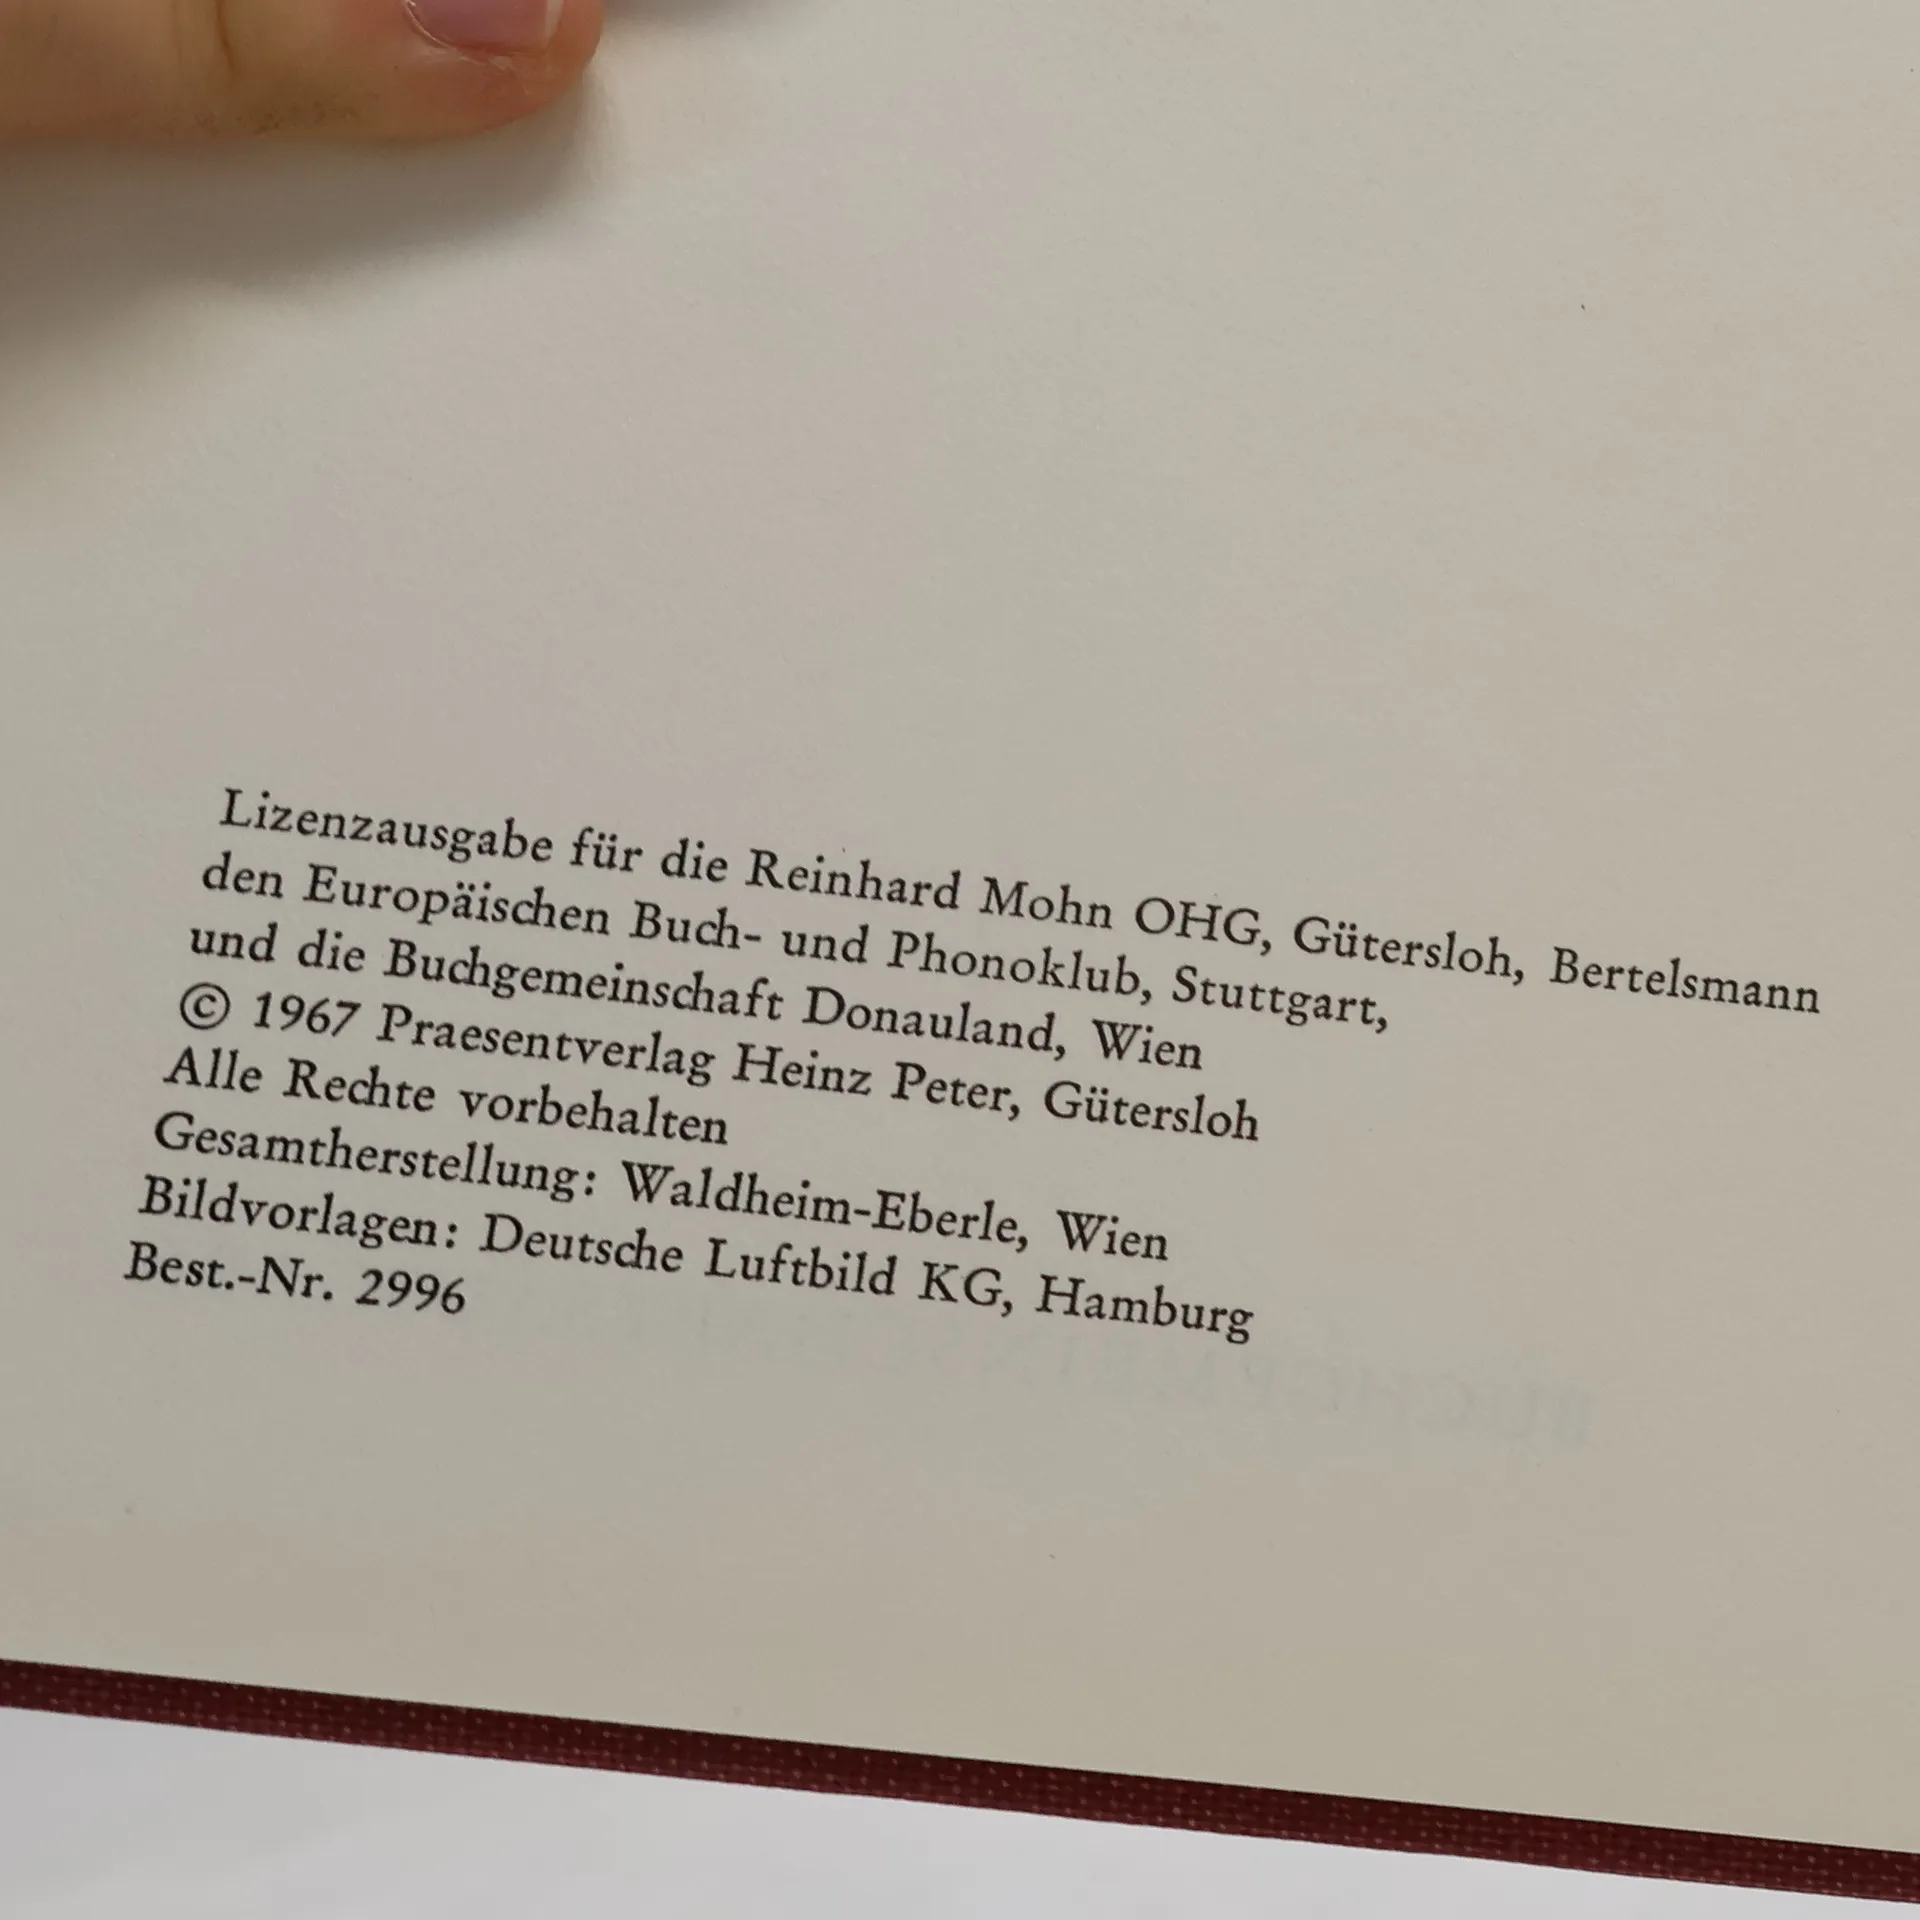 Lizenzausgabe für die Reinhard Mohn OHG, Gütersloh, Bertelsmann
den Europäischen Buch- und Phonoklub, Stuttgart,
und die Buchgemeinschaft Donauland, Wien
© 1967 Praesentverlag Heinz Peter, Gütersloh
Alle Rechte vorbehalten
Gesamtherstellung: Waldheim-Eberle, Wien
Bildvorlagen: Deutsche Luftbild KG, Hamburg
Best.-Nr. 2996